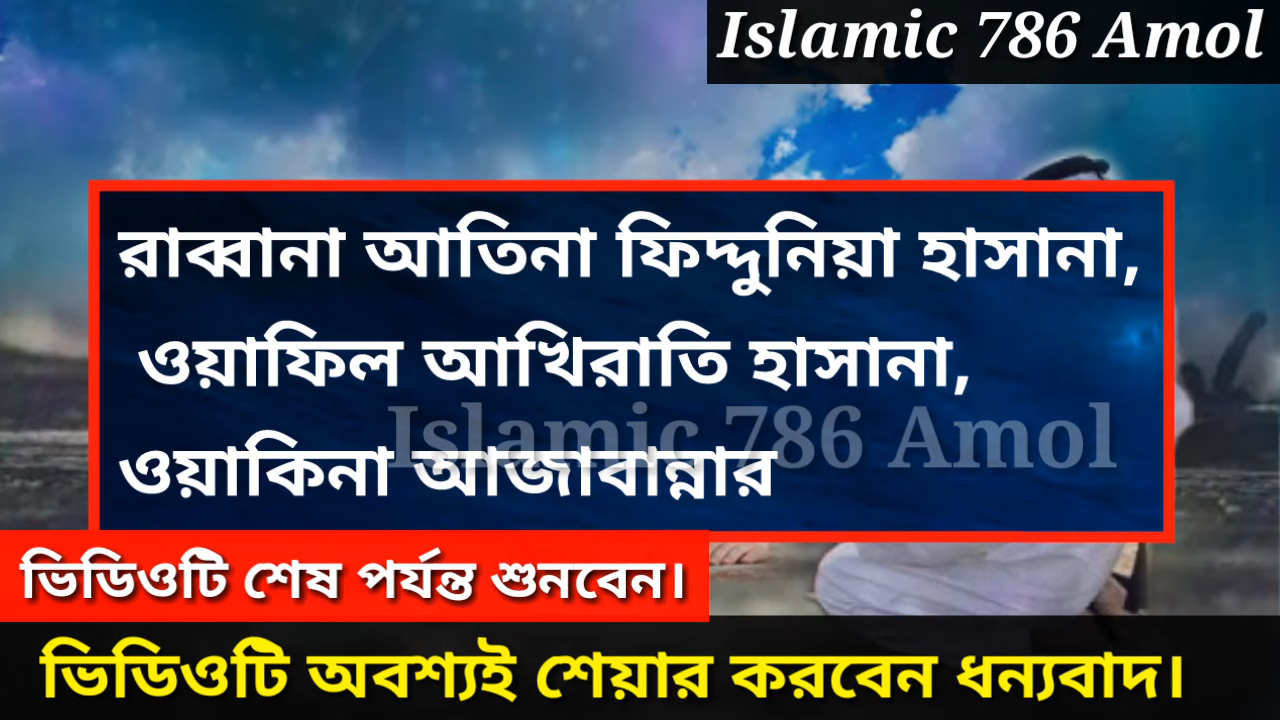 Islamic 786 Amol
রাব্বানা আতিনা ফিদ্দুনিয়া হাসানা,
ওয়াফিল আখিরাতি হাসানা,
Islamic 786 Amol
ওয়াকিনা আজাবান্নার
ভিডিওটি শেষ পর্যন্ত শুনবেন।
ভিডিওটি অবশ্যই শেয়ার করবেন ধন্যবাদ।